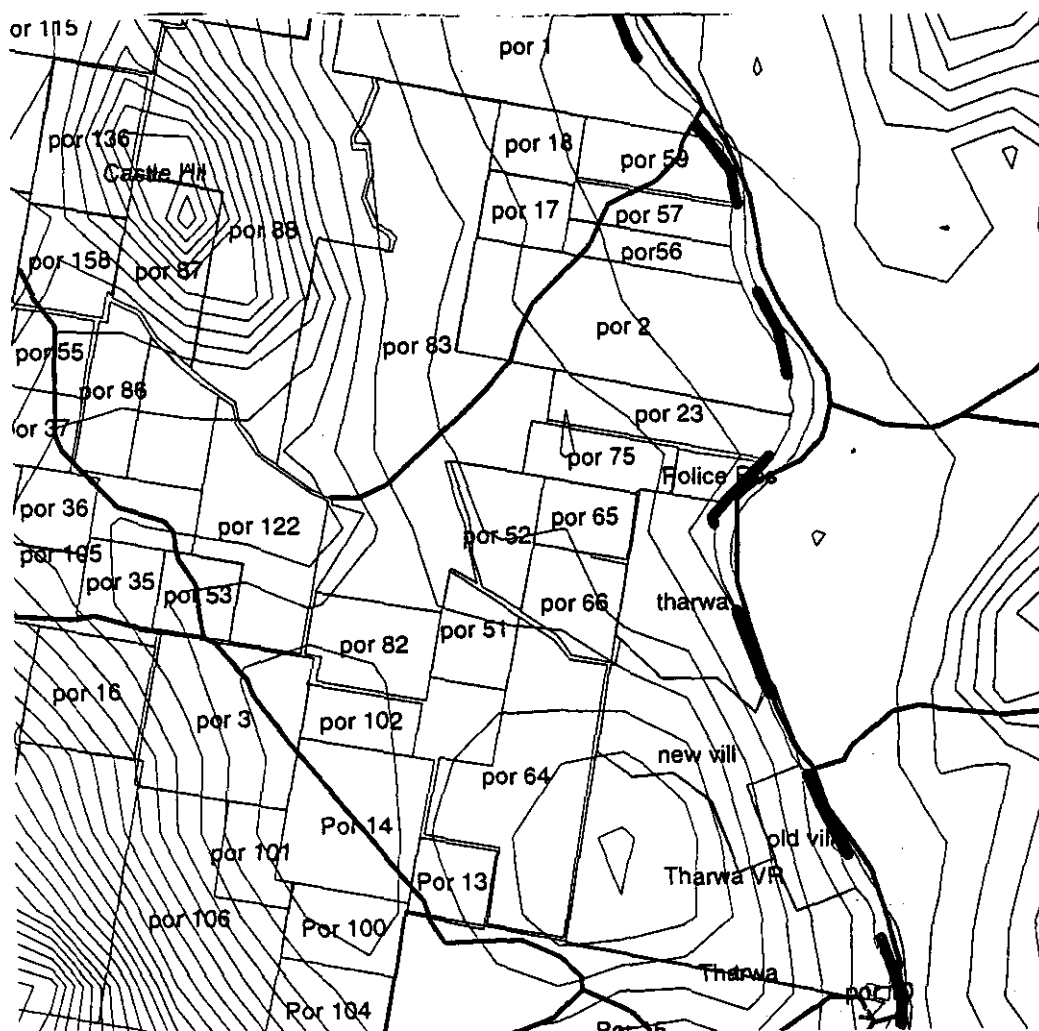 or 115
por 1
por 136
por 18
por 59
Castle Hil
por 17
por 57
por 88
por56
por 158
por 87
por 2
por 83
por 55
por 86
por 23
or 37
por 75
Police Res
por 36
por 122
por 52
por 65
por 105
por 35
por 53
por 66
tharwa
por 51
por 82
por 16
por 3
por 102
new vill
por 64
Por 14
old vill
por 101
Tharwa VR
Por 13
por 106
Por 100
Tharwa
Por 104